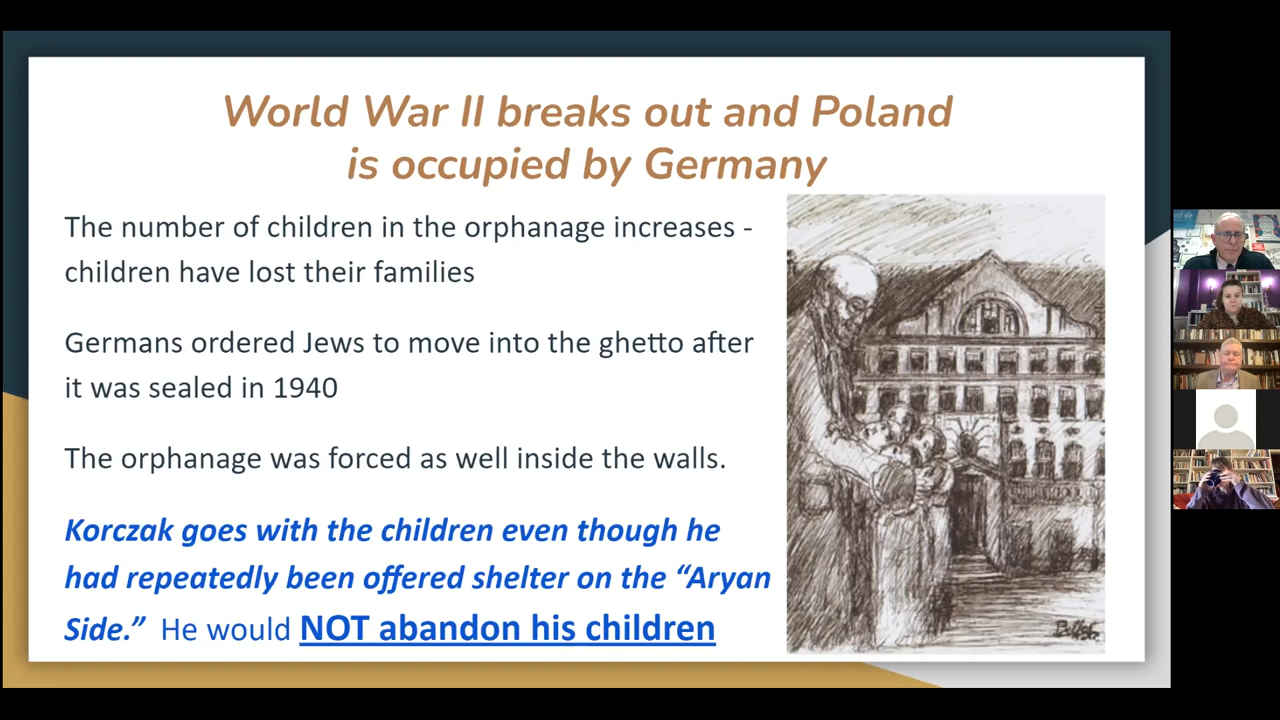 World War II breaks out and Poland
is occupied by Germany
The number of children in the orphanage increases -
children have lost their families
Germans ordered Jews to move into the ghetto after
it was sealed in 1940
The orphanage was forced as well inside the walls.
Korczak goes with the children even though he
had repeatedly been offered shelter on the “Aryan
Side.” He would NOT abandon his children